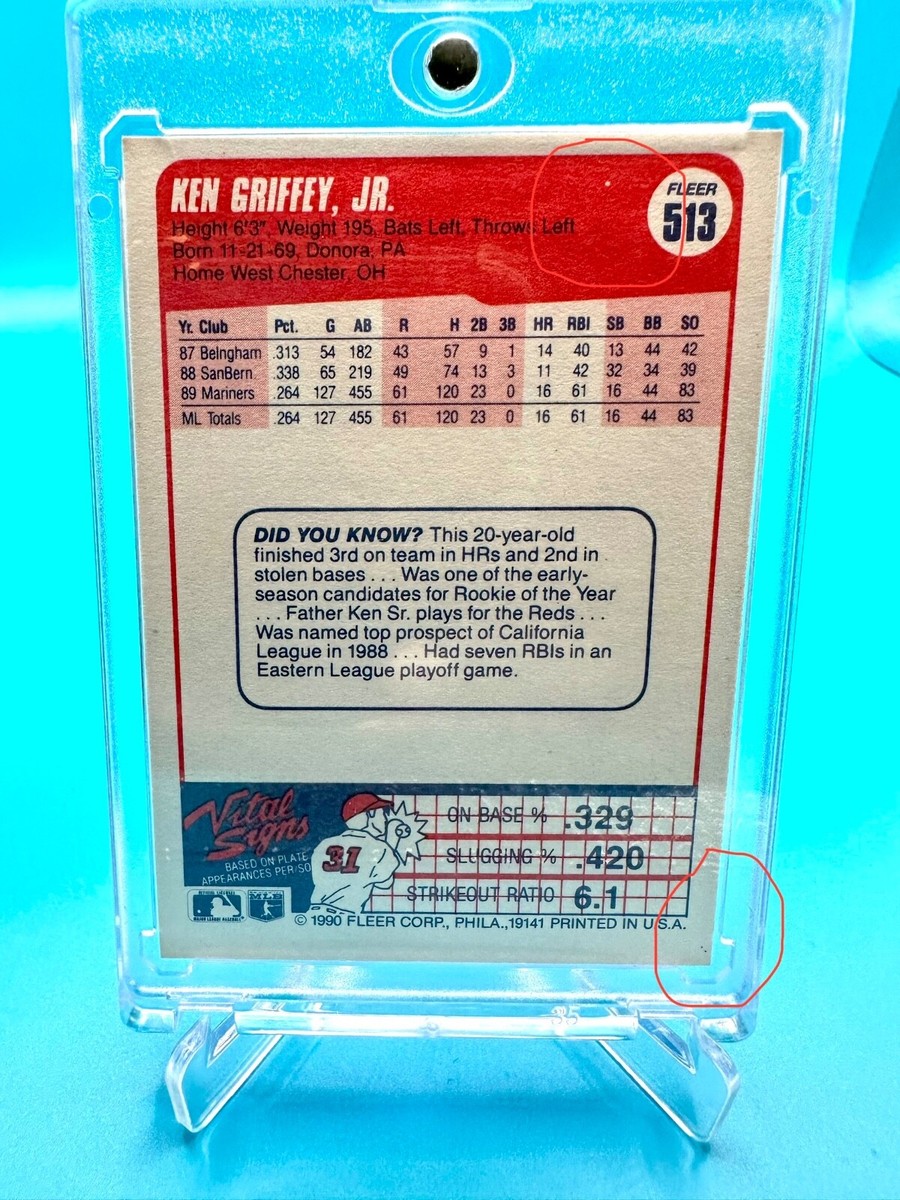 KEN GRIFFEY, JR.
FLEER
513
Height 6'3", Weight 195, Bats Left, Throws Left
Born 11-21-69, Donora, PA
Home West Chester, OH
Yr. Club Pct. G AB R H 2B 3B HR RBI SB BB SO
87 Belngham .313 54 182 43 57 9 1 14 40 13 44 42
88 SanBern. .338 65 219 49 74 13 3 11 42 32 34 39
89 Mariners .264 127 455 61 120 23 0 16 61 16 44 83
ML Totals .264 127 455 61 120 23 0 16 61 16 44 83
DID YOU KNOW? This 20-year-old
finished 3rd on team in HRs and 2nd in
stolen bases . . . Was one of the early-
season candidates for Rookie of the Year
. . . Father Ken Sr. plays for the Reds . . .
Was named top prospect of California
League in 1988 . . . Had seven RBIs in an
Eastern League playoff game.
Vital
Signs
BASED ON PLATE
APPEARANCES PER/SO
31
ON BASE % .329
SLUGGING % .420
STRIKEOUT RATIO 6.1
MLB
© 1990 FLEER CORP., PHILA., 19141 PRINTED IN U.S.A.